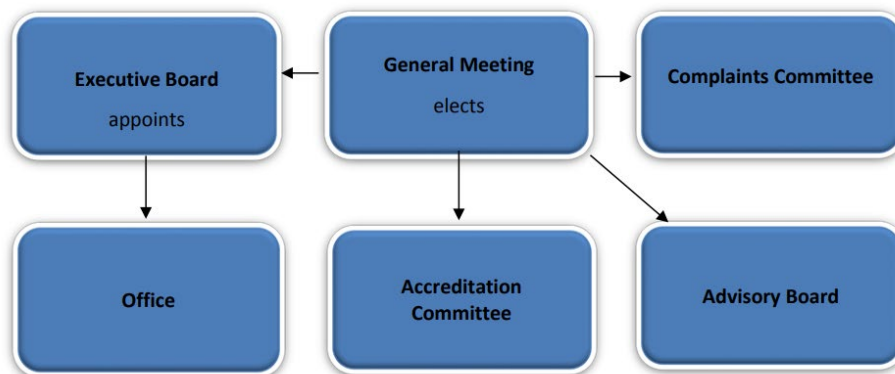 Executive Board
appoints
General Meeting
elects
Complaints Committee
Office
Accreditation
Committee
Advisory Board